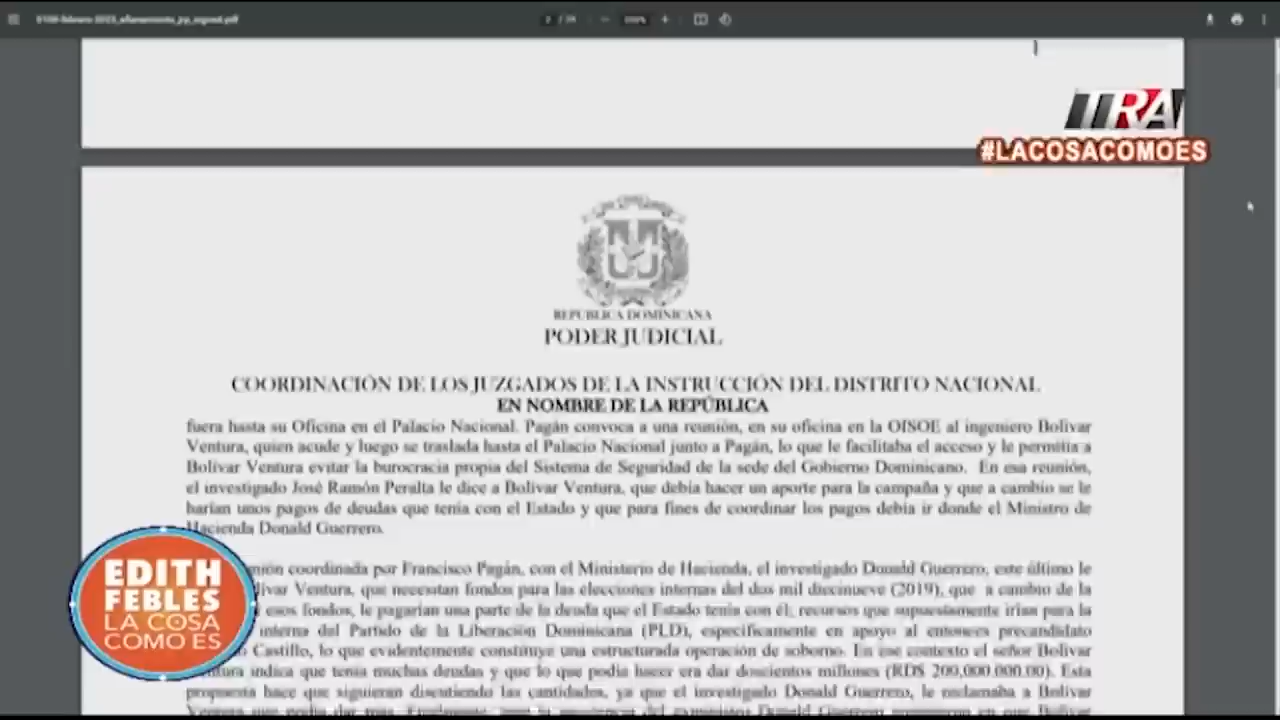 TRA
#LACOSACOMOES
REPÚBLICA DOMINICANA
PODER JUDICIAL
COORDINACIÓN DE LOS JUZGADOS DE LA INSTRUCCIÓN DEL DISTRITO NACIONAL
EN NOMBRE DE LA REPÚBLICA
fuera hasta su Oficina en el Palacio Nacional. Pagán convoca a una reunión, en su oficina en la OISOE al ingeniero Bolívar
Ventura, quien acude y luego se traslada hasta el Palacio Nacional junto a Pagán, lo que le facilitaba el acceso y le permitía a
Bolívar Ventura evitar la burocracia propia del Sistema de Seguridad de la sede del Gobierno Dominicano. En esa reunión,
el investigado José Ramón Peralta le dice a Bolívar Ventura, que debía hacer un aporte para la campaña y que a cambio se le
harían unos pagos de deudas que tenía con el Estado y que para fines de coordinar los pagos debía ir donde el Ministro de
Hacienda Donald Guerrero.
coordinada por Francisco Pagán, con el Ministerio de Hacienda, el investigado Donald Guerrero, este último le
Ventura, que necesitan fondos para las elecciones internas del dos mil diecinueve (2019), que a cambio de la
esos fondos, le pagarían una parte de la deuda que el Estado tenía con él, recursos que supuestamente irían para la
interna del Partido de la Liberación Dominicana (PLD), específicamente en apoyo al entonces precandidato
Castillo, lo que evidentemente constituye una estructurada operación de soborno. En ese contexto el señor Bolívar
indica que tenía muchas deudas y que lo que podía hacer era dar doscientos millones (RD$ 200,000,000.00). Esta
propuesta hace que siguieran discutiendo las cantidades, ya que el investigado Donald Guerrero, le reclamaba a Bolívar
EDITH
FEBLES
LA COSA
COMO ES